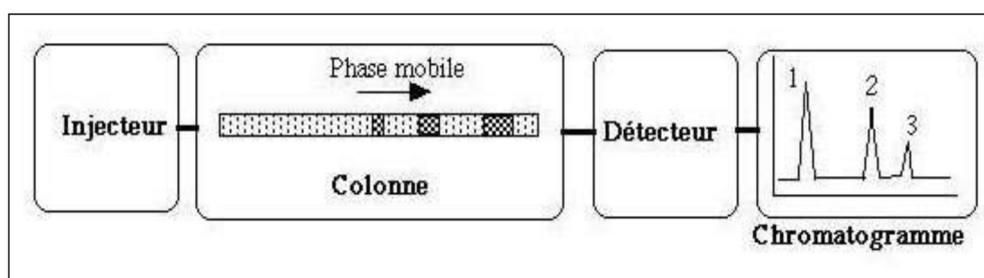 Phase mobile
Injecteur
Colonne
Détecteur
1
2
3
Chromatogramme